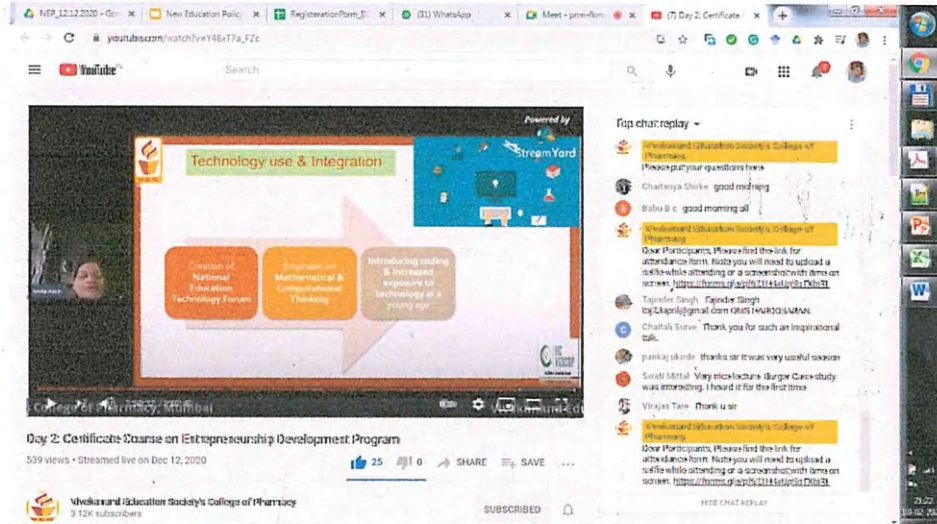 NEP_12.12.2020 - Goo
New Education Policy
RegisterationForm_E
(31) WhatsApp
Meet - pnm-fkm
(7) Day 2: Certificate
Search
Powered by
StreamYard
Technology use & Integration
Creation of
National
Education
Technology Forum
Emphasis on
Mathematical &
Computational
Thinking
Introducing coding
& increased
exposure to
technology at a
young age
College of Pharmacy, Mumbai
Day 2: Certificate Course on Entrepreneurship Development Program
539 views • Streamed live on Dec 12, 2020
25
0
SHARE
SAVE
Vivekanand Education Society's College of Pharmacy
3.12K subscribers
SUBSCRIBED
Top chat replay
Vivekanand Education Society's College of
Pharmacy
Please put your questions here
Chaitanya Shirke good morning
Babu B c good morning all
Vivekanand Education Society's College of
Pharmacy
Dear Participants, Please find the link for
attendance form. Note you will need to upload a
selfie while attending or a screenshot with time on
screen.
Tajinder Singh Tajinder Singh
Chaitali Surve Thank you for such an inspirational
talk.
pankaj ukinde thanks sir it was very useful season
Swati Mittal Very nice lecture. Burger Case study
was interesting. I heard it for the first time
Virajas Tare Thank u sir
Vivekanand Education Society's College of
Pharmacy
Dear Participants, Please find the link for
attendance form. Note you will need to upload a
selfie while attending or a screenshot with time on
screen.
HIDE CHAT REPLAY